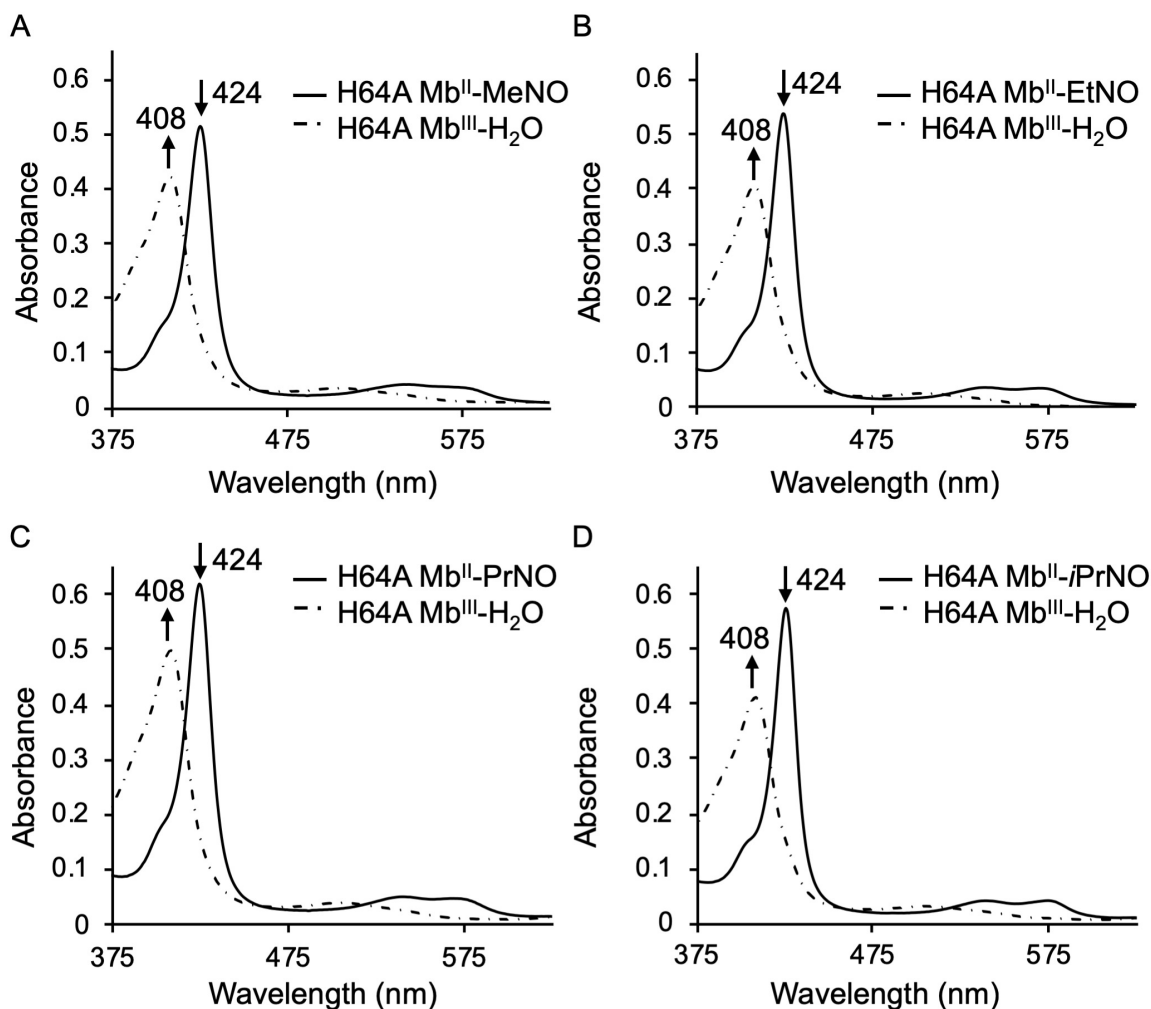 A
Absorbance
0.6
0.5
0.4
0.3
0.2
0.1
0
408
424
H64A Mbᴵᴵ-MeNO
H64A Mbᴵᴵᴵ-H₂O
375
475
575
Wavelength (nm)
B
Absorbance
0.6
0.5
0.4
0.3
0.2
0.1
0
408
424
H64A Mbᴵᴵ-EtNO
H64A Mbᴵᴵᴵ-H₂O
375
475
575
Wavelength (nm)
C
Absorbance
0.6
0.5
0.4
0.3
0.2
0.1
0
408
424
H64A Mbᴵᴵ-PrNO
H64A Mbᴵᴵᴵ-H₂O
375
475
575
Wavelength (nm)
D
Absorbance
0.6
0.5
0.4
0.3
0.2
0.1
0
408
424
H64A Mbᴵᴵ-iPrNO
H64A Mbᴵᴵᴵ-H₂O
375
475
575
Wavelength (nm)